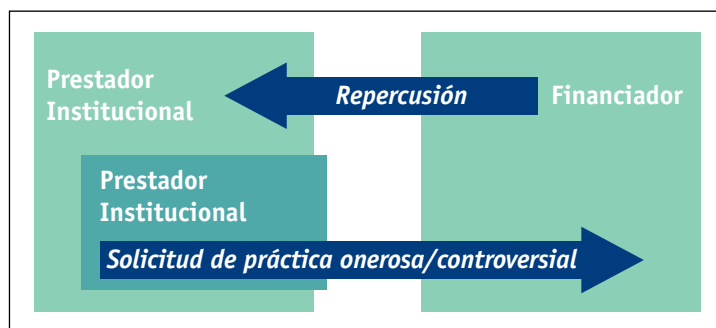 Prestador
Institucional
Repercusión
Financiador
Prestador
Institucional
Solicitud de práctica onerosa/controversial